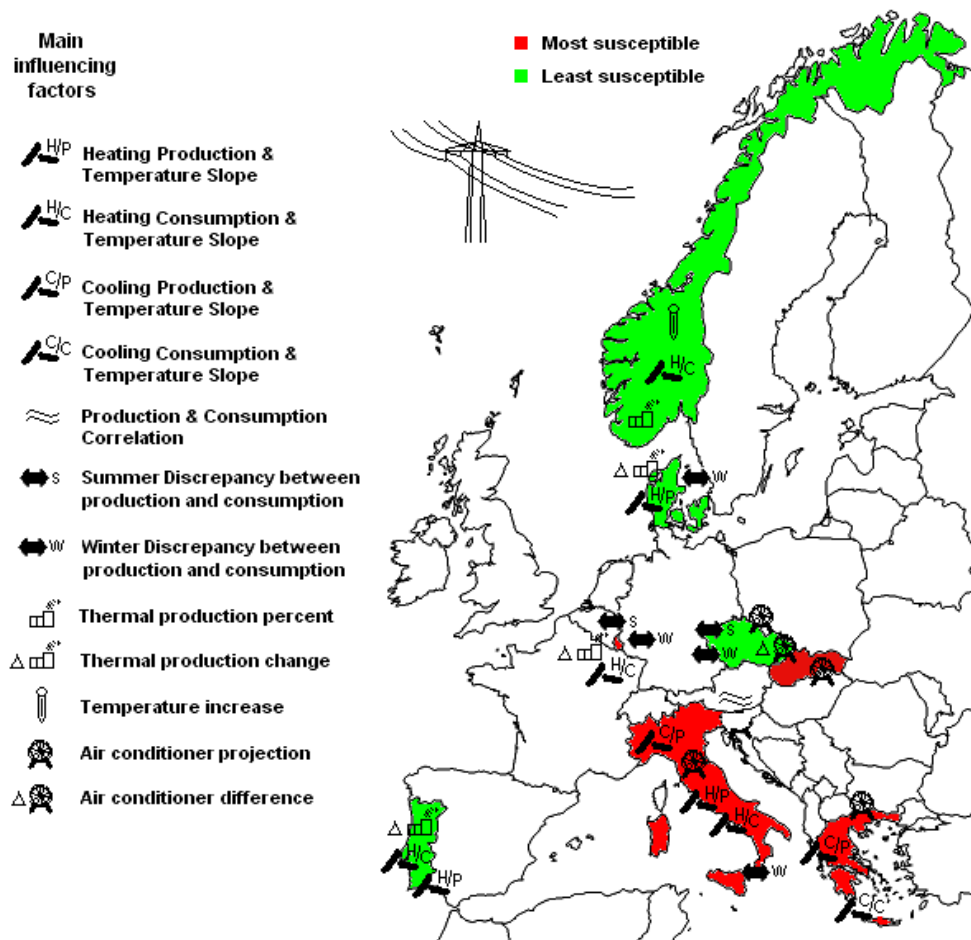 Main
influencing
factors
Most susceptible
Least susceptible
H/P Heating Production &
Temperature Slope
H/C Heating Consumption &
Temperature Slope
C/P Cooling Production &
Temperature Slope
C/C Cooling Consumption &
Temperature Slope
Production & Consumption
Correlation
S Summer Discrepancy between
production and consumption
W Winter Discrepancy between
production and consumption
Thermal production percent
Thermal production change
Temperature increase
Air conditioner projection
Air conditioner difference
H/C
W
H/P
S
W
H/C
S
W
C/P
H/P
H/C
W
C/P
C/C
H/C
H/P